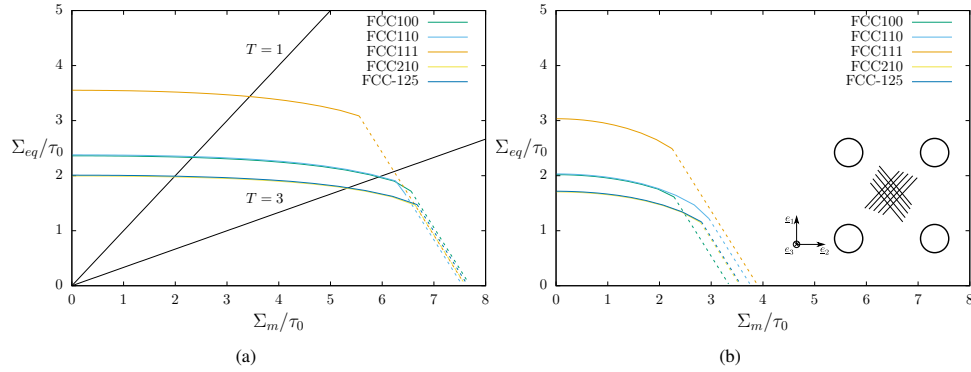 5
4
3
2
1
0
Σ_eq/τ_0
0 1 2 3 4 5 6 7 8
Σ_m/τ_0
T = 1
T = 3
FCC100
FCC110
FCC111
FCC210
FCC-125
(a)
5
4
3
2
1
0
Σ_eq/τ_0
0 1 2 3 4 5 6 7 8
Σ_m/τ_0
FCC100
FCC110
FCC111
FCC210
FCC-125
e_1
e_3 e_2
(b)